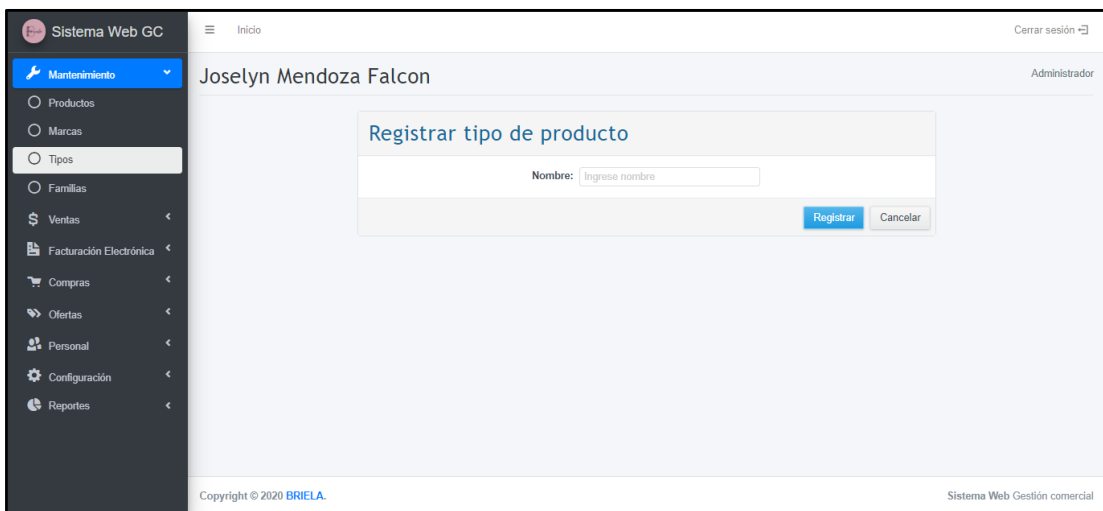 Sistema Web GC
Inicio
Cerrar sesión
Mantenimiento
Productos
Marcas
Tipos
Familias
Ventas
Facturación Electrónica
Compras
Ofertas
Personal
Configuración
Reportes
Joselyn Mendoza Falcon
Administrador
Registrar tipo de producto
Nombre: Ingrese nombre
Registrar Cancelar
Copyright © 2020 BRIELA.
Sistema Web Gestión comercial